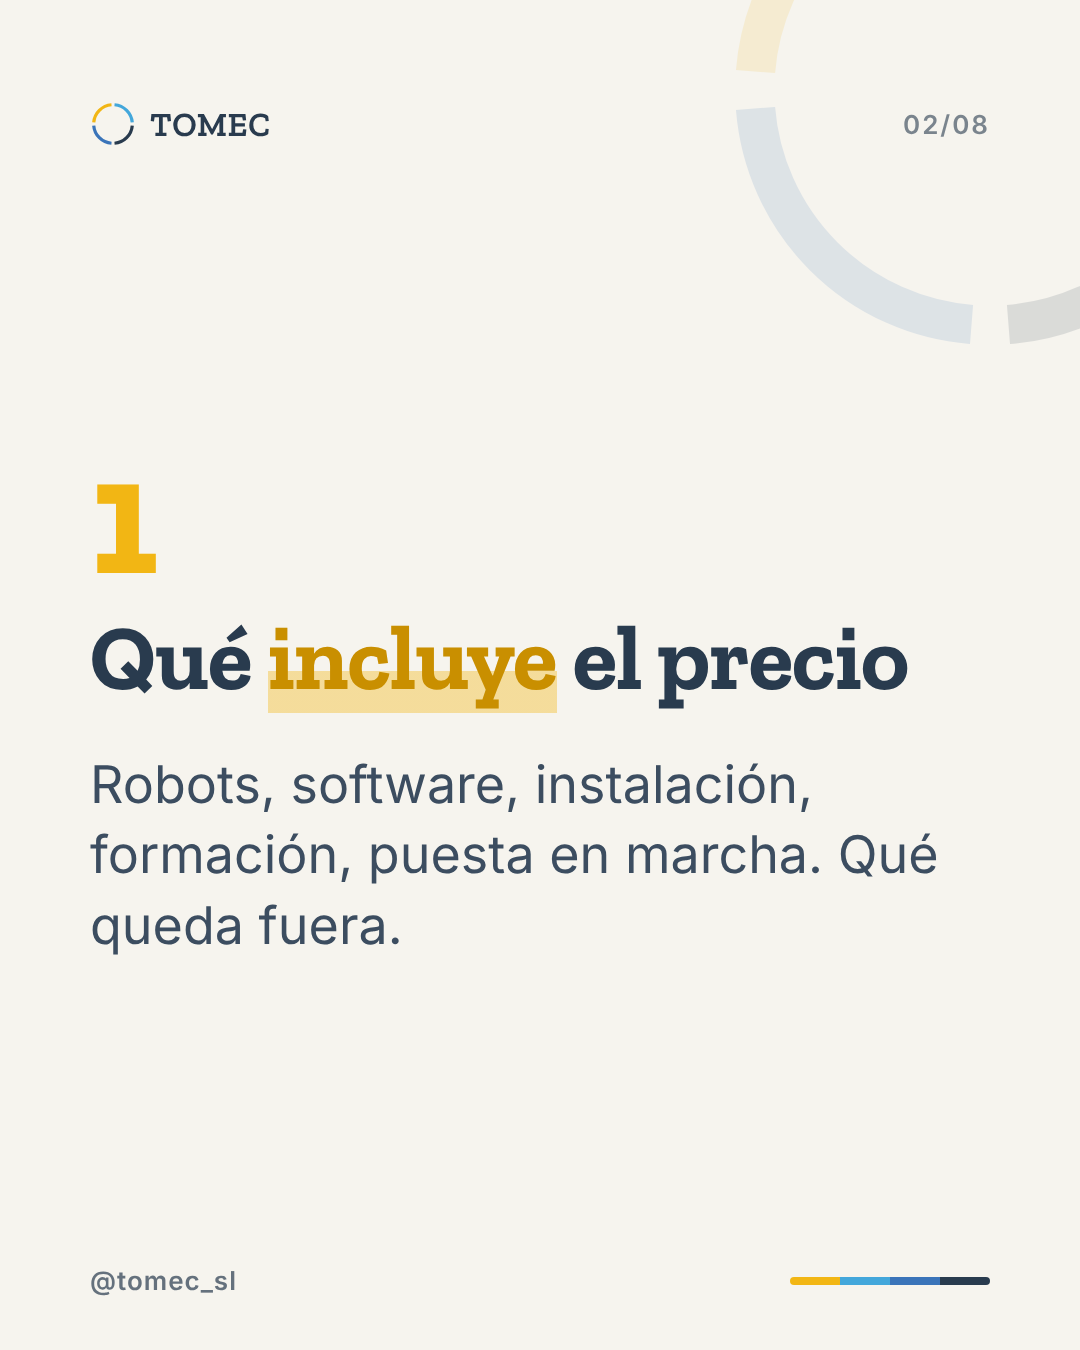 TOMEC
02/08
1
Qué incluye el precio
Robots, software, instalación,
formación, puesta en marcha. Qué
queda fuera.
@tomec_sl